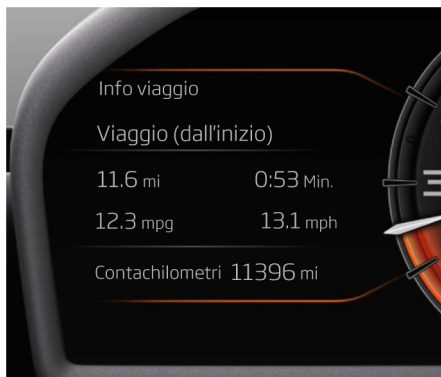 Info viaggio
Viaggio (dall'inizio)
11.6 mi 0:53 Min.
12.3 mpg 13.1 mph
Contachilometri 11396 mi